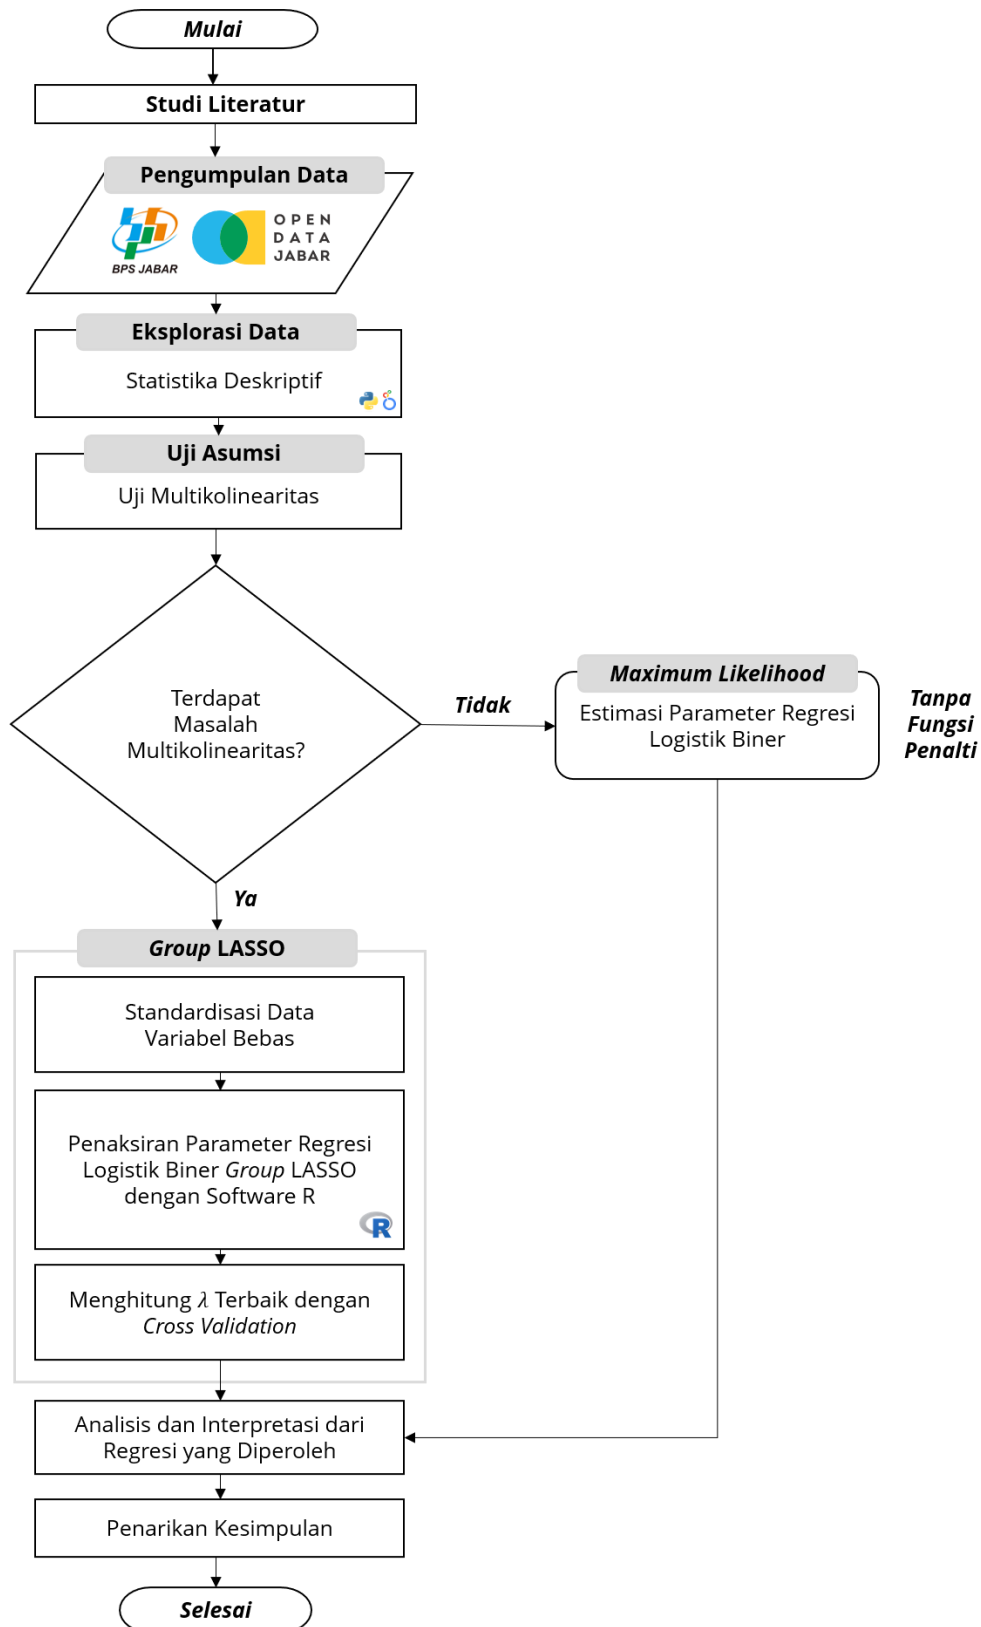 Mulai
Studi Literatur
Pengumpulan Data
BPS JABAR
OPEN
DATA
JABAR
Eksplorasi Data
Statistika Deskriptif
Uji Asumsi
Uji Multikolinearitas
Terdapat
Masalah
Multikolinearitas?
Tidak
Maximum Likelihood
Estimasi Parameter Regresi
Logistik Biner
Tanpa
Fungsi
Penalti
Ya
Group LASSO
Standardisasi Data
Variabel Bebas
Penaksiran Parameter Regresi
Logistik Biner Group LASSO
dengan Software R
R
Menghitung λ Terbaik dengan
Cross Validation
Analisis dan Interpretasi dari
Regresi yang Diperoleh
Penarikan Kesimpulan
Selesai